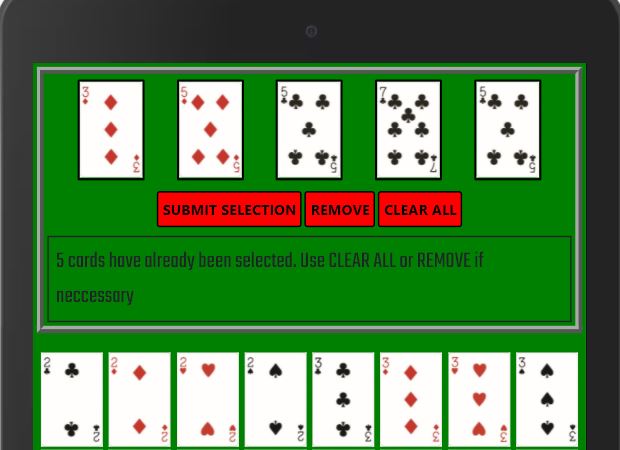 3 5 5 7 5
3 5 5 7 5
SUBMIT SELECTION REMOVE CLEAR ALL
5 cards have already been selected. Use CLEAR ALL or REMOVE if
neccessary
2 2 2 2 3 3 3 3
2 2 2 2 3 3 3 3